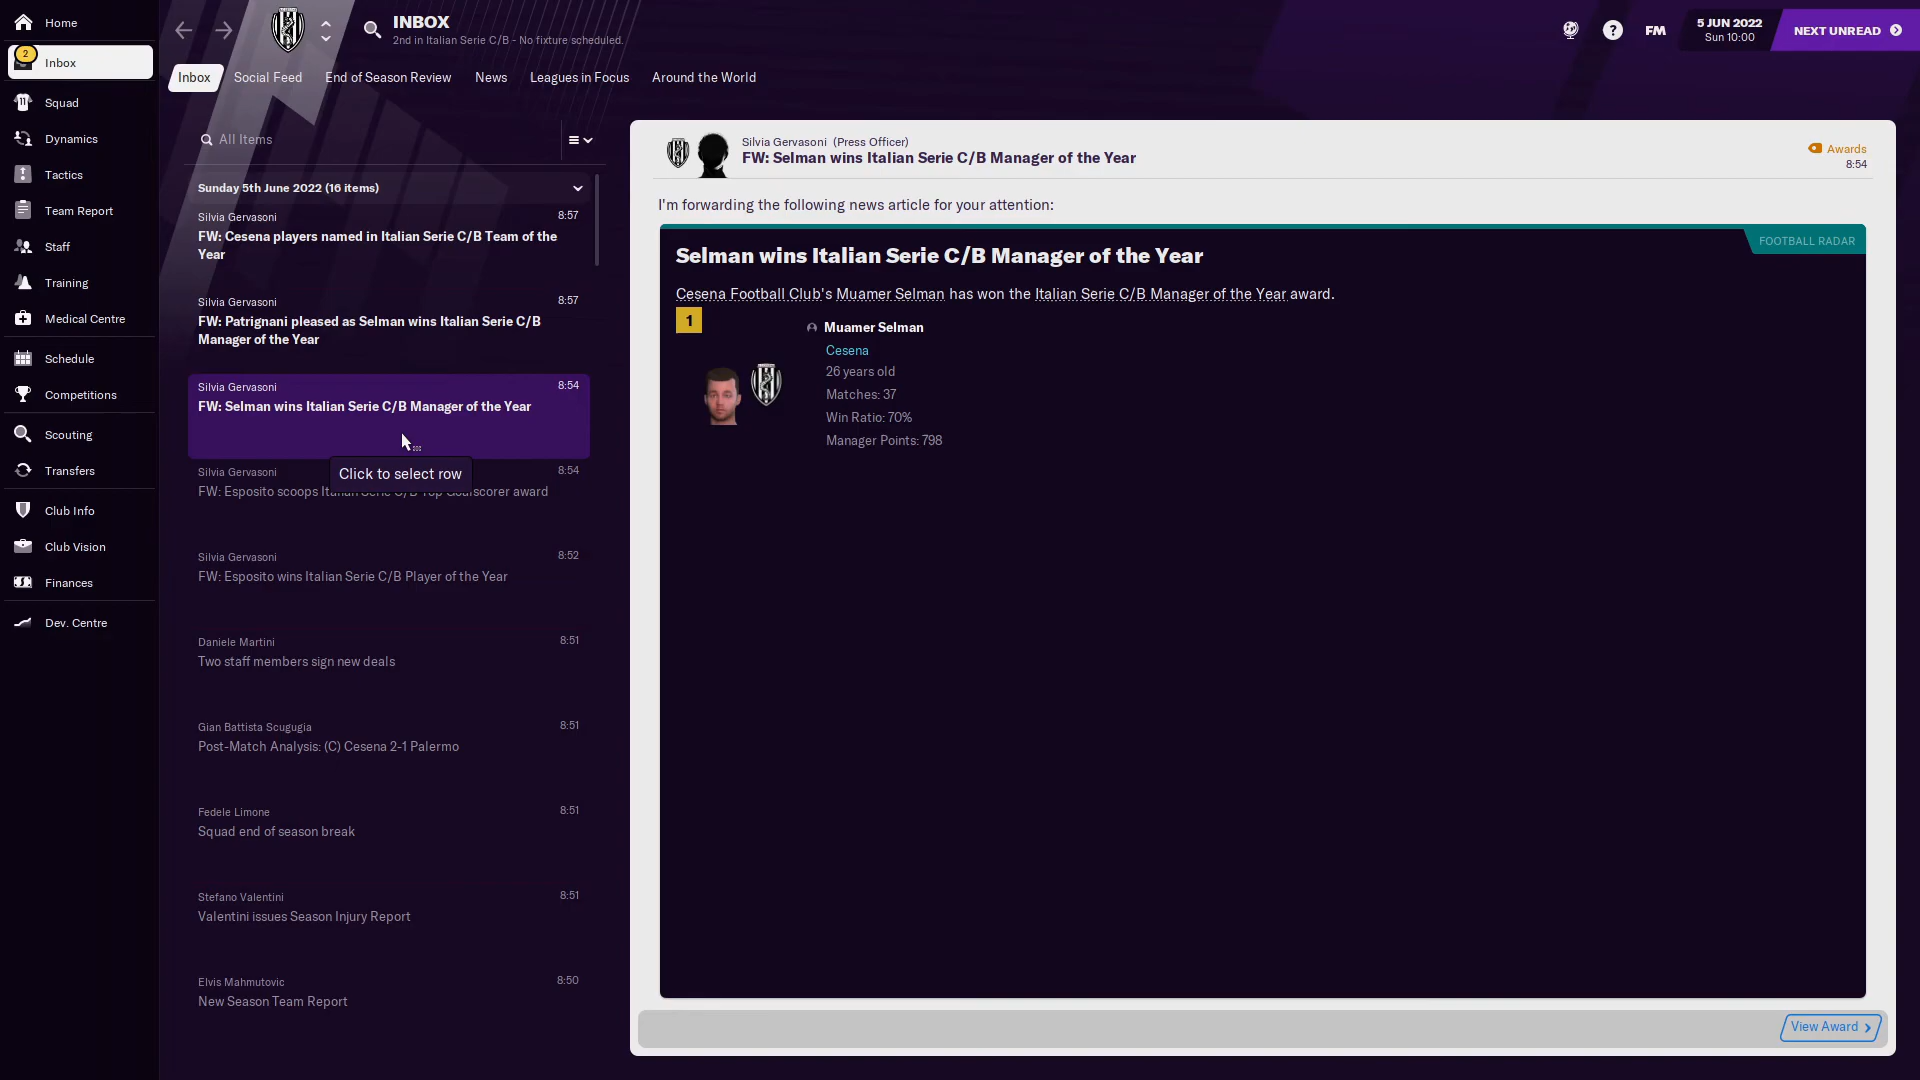 Home
2
Inbox
Squad
Dynamics
Tactics
Team Report
Staff
Training
Medical Centre
Schedule
Competitions
Scouting
Transfers
Club Info
Club Vision
Finances
Dev. Centre
INBOX
2nd in Italian Serie C/B - No fixture scheduled.
FM
5 JUN 2022
Sun 10:00
NEXT UNREAD
Inbox Social Feed End of Season Review News Leagues in Focus Around the World
All Items
Sunday 5th June 2022 (16 items)
Silvia Gervasoni 8:57
FW: Cesena players named in Italian Serie C/B Team of the
Year
Silvia Gervasoni 8:57
FW: Patrignani pleased as Selman wins Italian Serie C/B
Manager of the Year
Silvia Gervasoni 8:54
FW: Selman wins Italian Serie C/B Manager of the Year
Click to select row
Silvia Gervasoni 8:54
FW: Esposito scoops Italian Serie C/B Top Goalscorer award
Silvia Gervasoni 8:52
FW: Esposito wins Italian Serie C/B Player of the Year
Daniele Martini 8:51
Two staff members sign new deals
Gian Battista Scugugia 8:51
Post-Match Analysis: (C) Cesena 2-1 Palermo
Fedele Limone 8:51
Squad end of season break
Stefano Valentini 8:51
Valentini issues Season Injury Report
Elvis Mahmutovic 8:50
New Season Team Report
Silvia Gervasoni (Press Officer)
FW: Selman wins Italian Serie C/B Manager of the Year
Awards
8:54
I'm forwarding the following news article for your attention:
FOOTBALL RADAR
Selman wins Italian Serie C/B Manager of the Year
Cesena Football Club's Muamer Selman has won the Italian Serie C/B Manager of the Year award.
1
Muamer Selman
Cesena
26 years old
Matches: 37
Win Ratio: 70%
Manager Points: 798
View Award